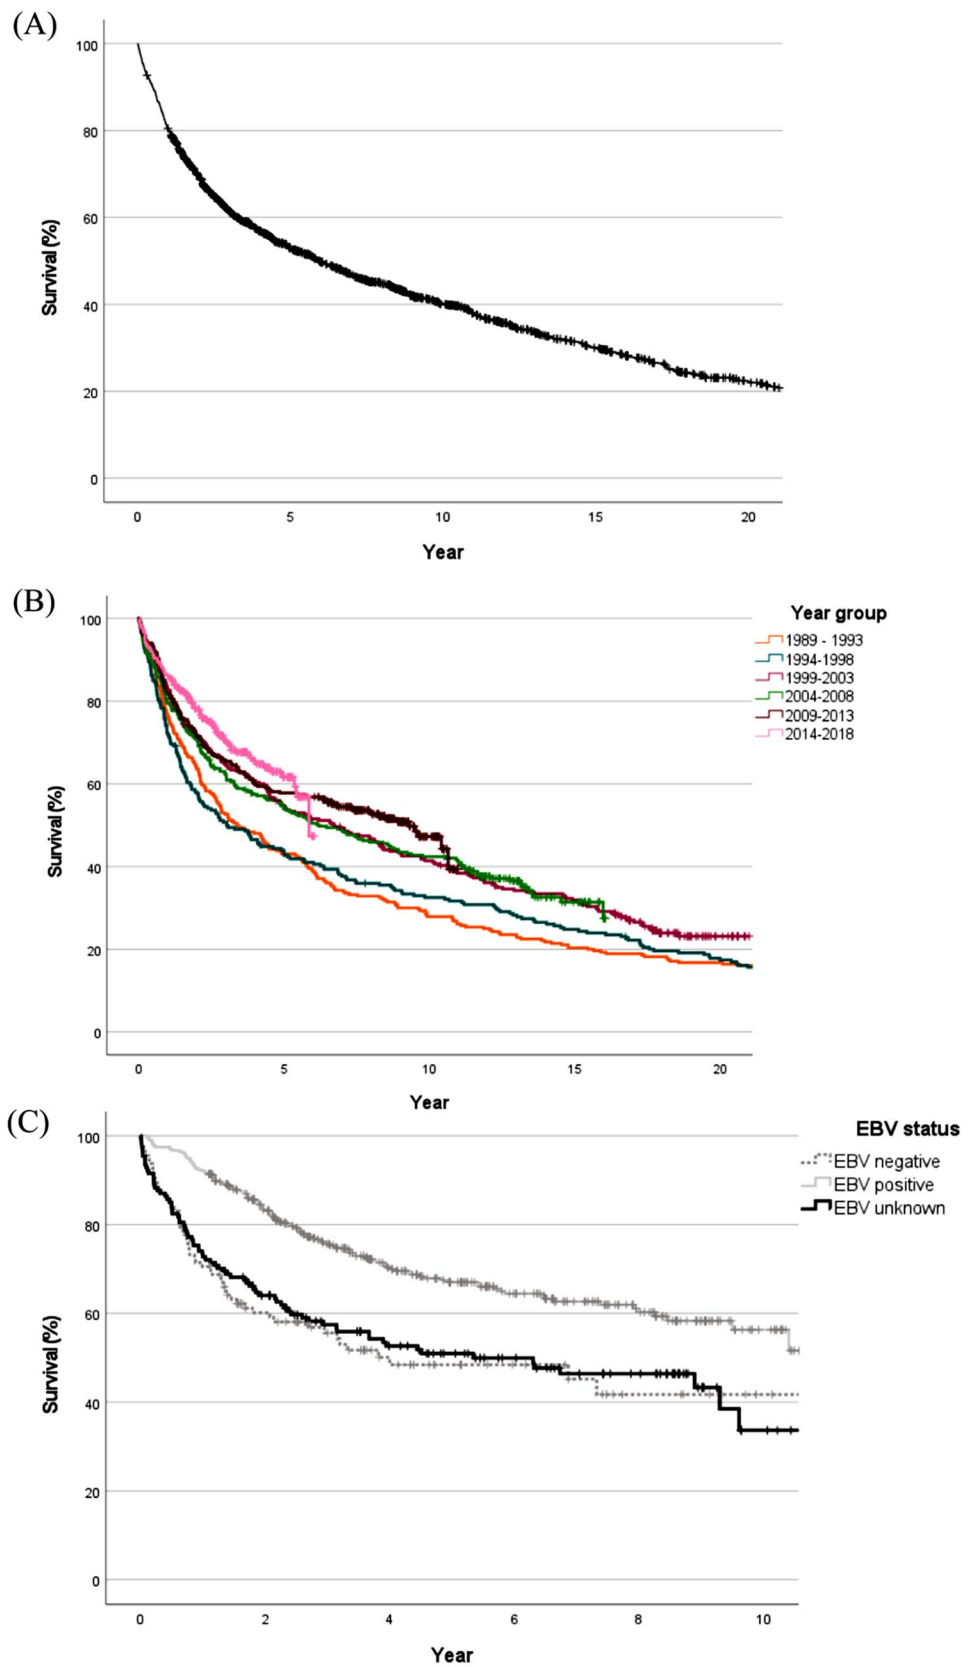 (A)
100
80
60
40
20
0
Survival (%)
0 5 10 15 20
Year
(B)
100
80
60
40
20
0
Survival (%)
0 5 10 15 20
Year
Year group
1989 - 1993
1994-1998
1999-2003
2004-2008
2009-2013
2014-2018
(C)
100
80
60
40
20
0
Survival (%)
0 2 4 6 8 10
Year
EBV status
EBV negative
EBV positive
EBV unknown